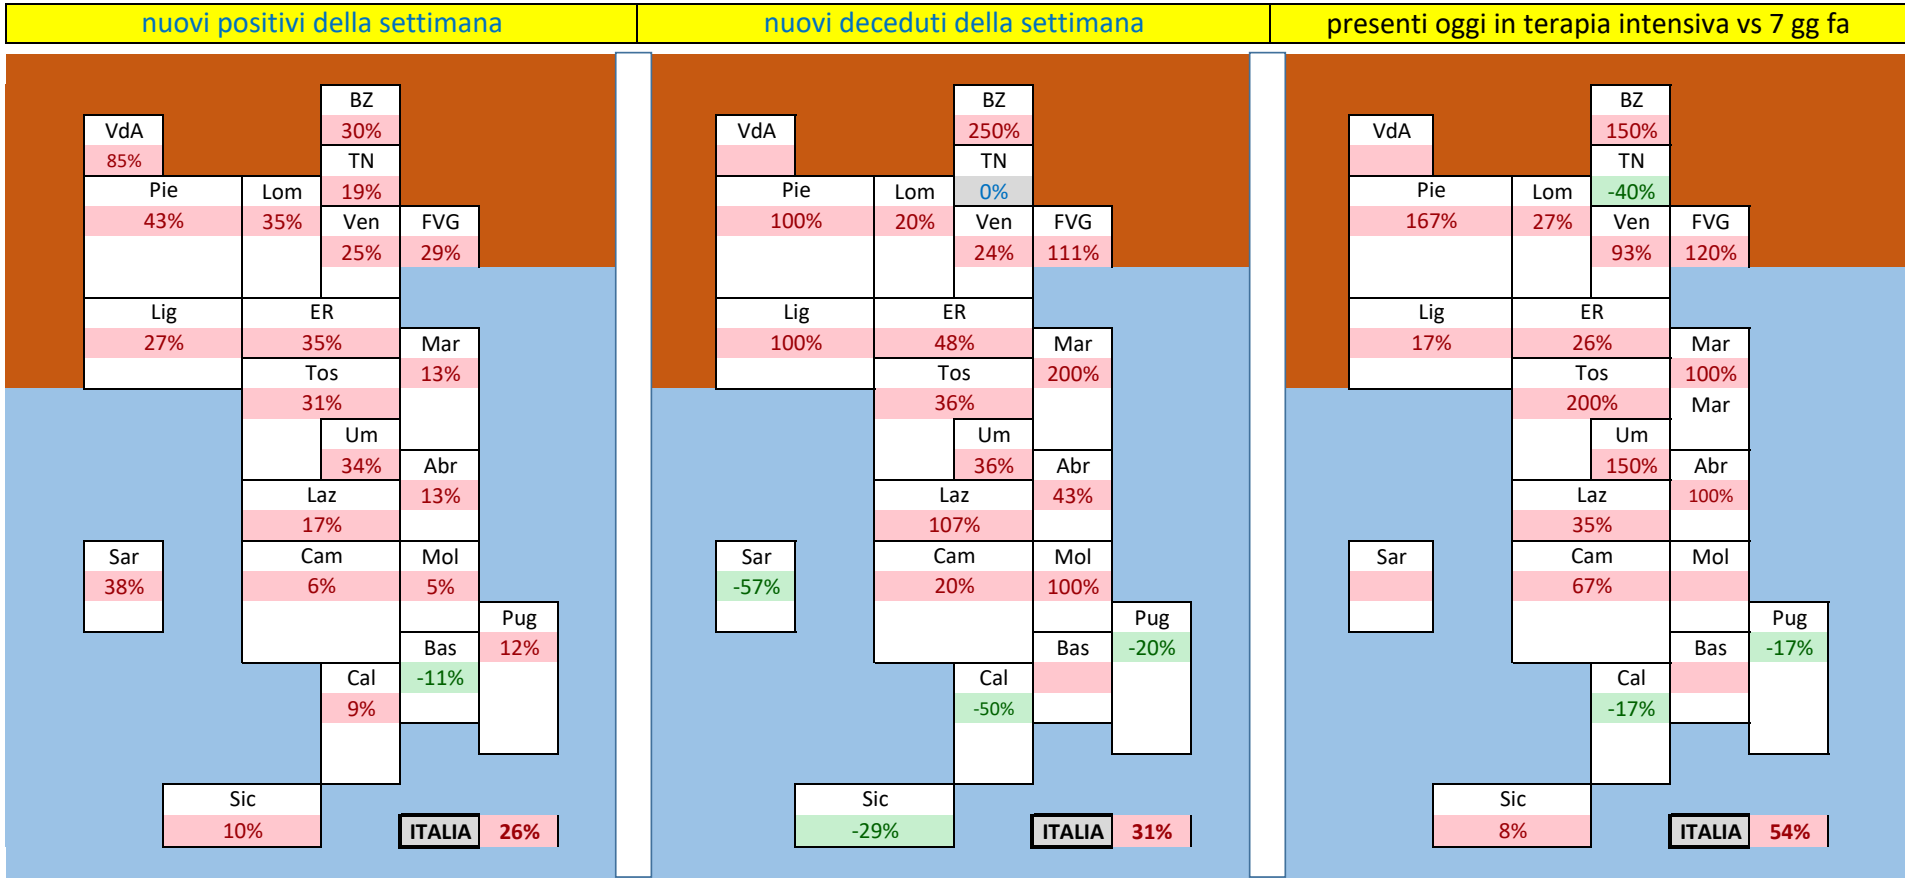 nuovi positivi della settimana
BZ
VdA 30%
85% TN
Pie Lom 19%
43% 35% Ven FVG
25% 29%
Lig ER
27% 35% Mar
Tos 13%
31%
Um
34% Abr
Laz 13%
17%
Sar Cam Mol
38% 6% 5%
Pug
Bas 12%
Cal -11%
9%
Sic
10% ITALIA 26%
nuovi deceduti della settimana
BZ
VdA 250%
TN
Pie Lom 0%
100% 20% Ven FVG
24% 111%
Lig ER
100% 48% Mar
Tos 200%
36%
Um
36% Abr
Laz 43%
107%
Sar Cam Mol
-57% 20% 100%
Pug
Bas -20%
Cal
-50%
Sic
-29% ITALIA 31%
presenti oggi in terapia intensiva vs 7 gg fa
BZ
VdA 150%
TN
Pie Lom -40%
167% 27% Ven FVG
93% 120%
Lig ER
17% 26% Mar
Tos 100%
200% Mar
Um
150% Abr
Laz 100%
35%
Sar Cam Mol
67%
Pug
Bas -17%
Cal
-17%
Sic
8% ITALIA 54%